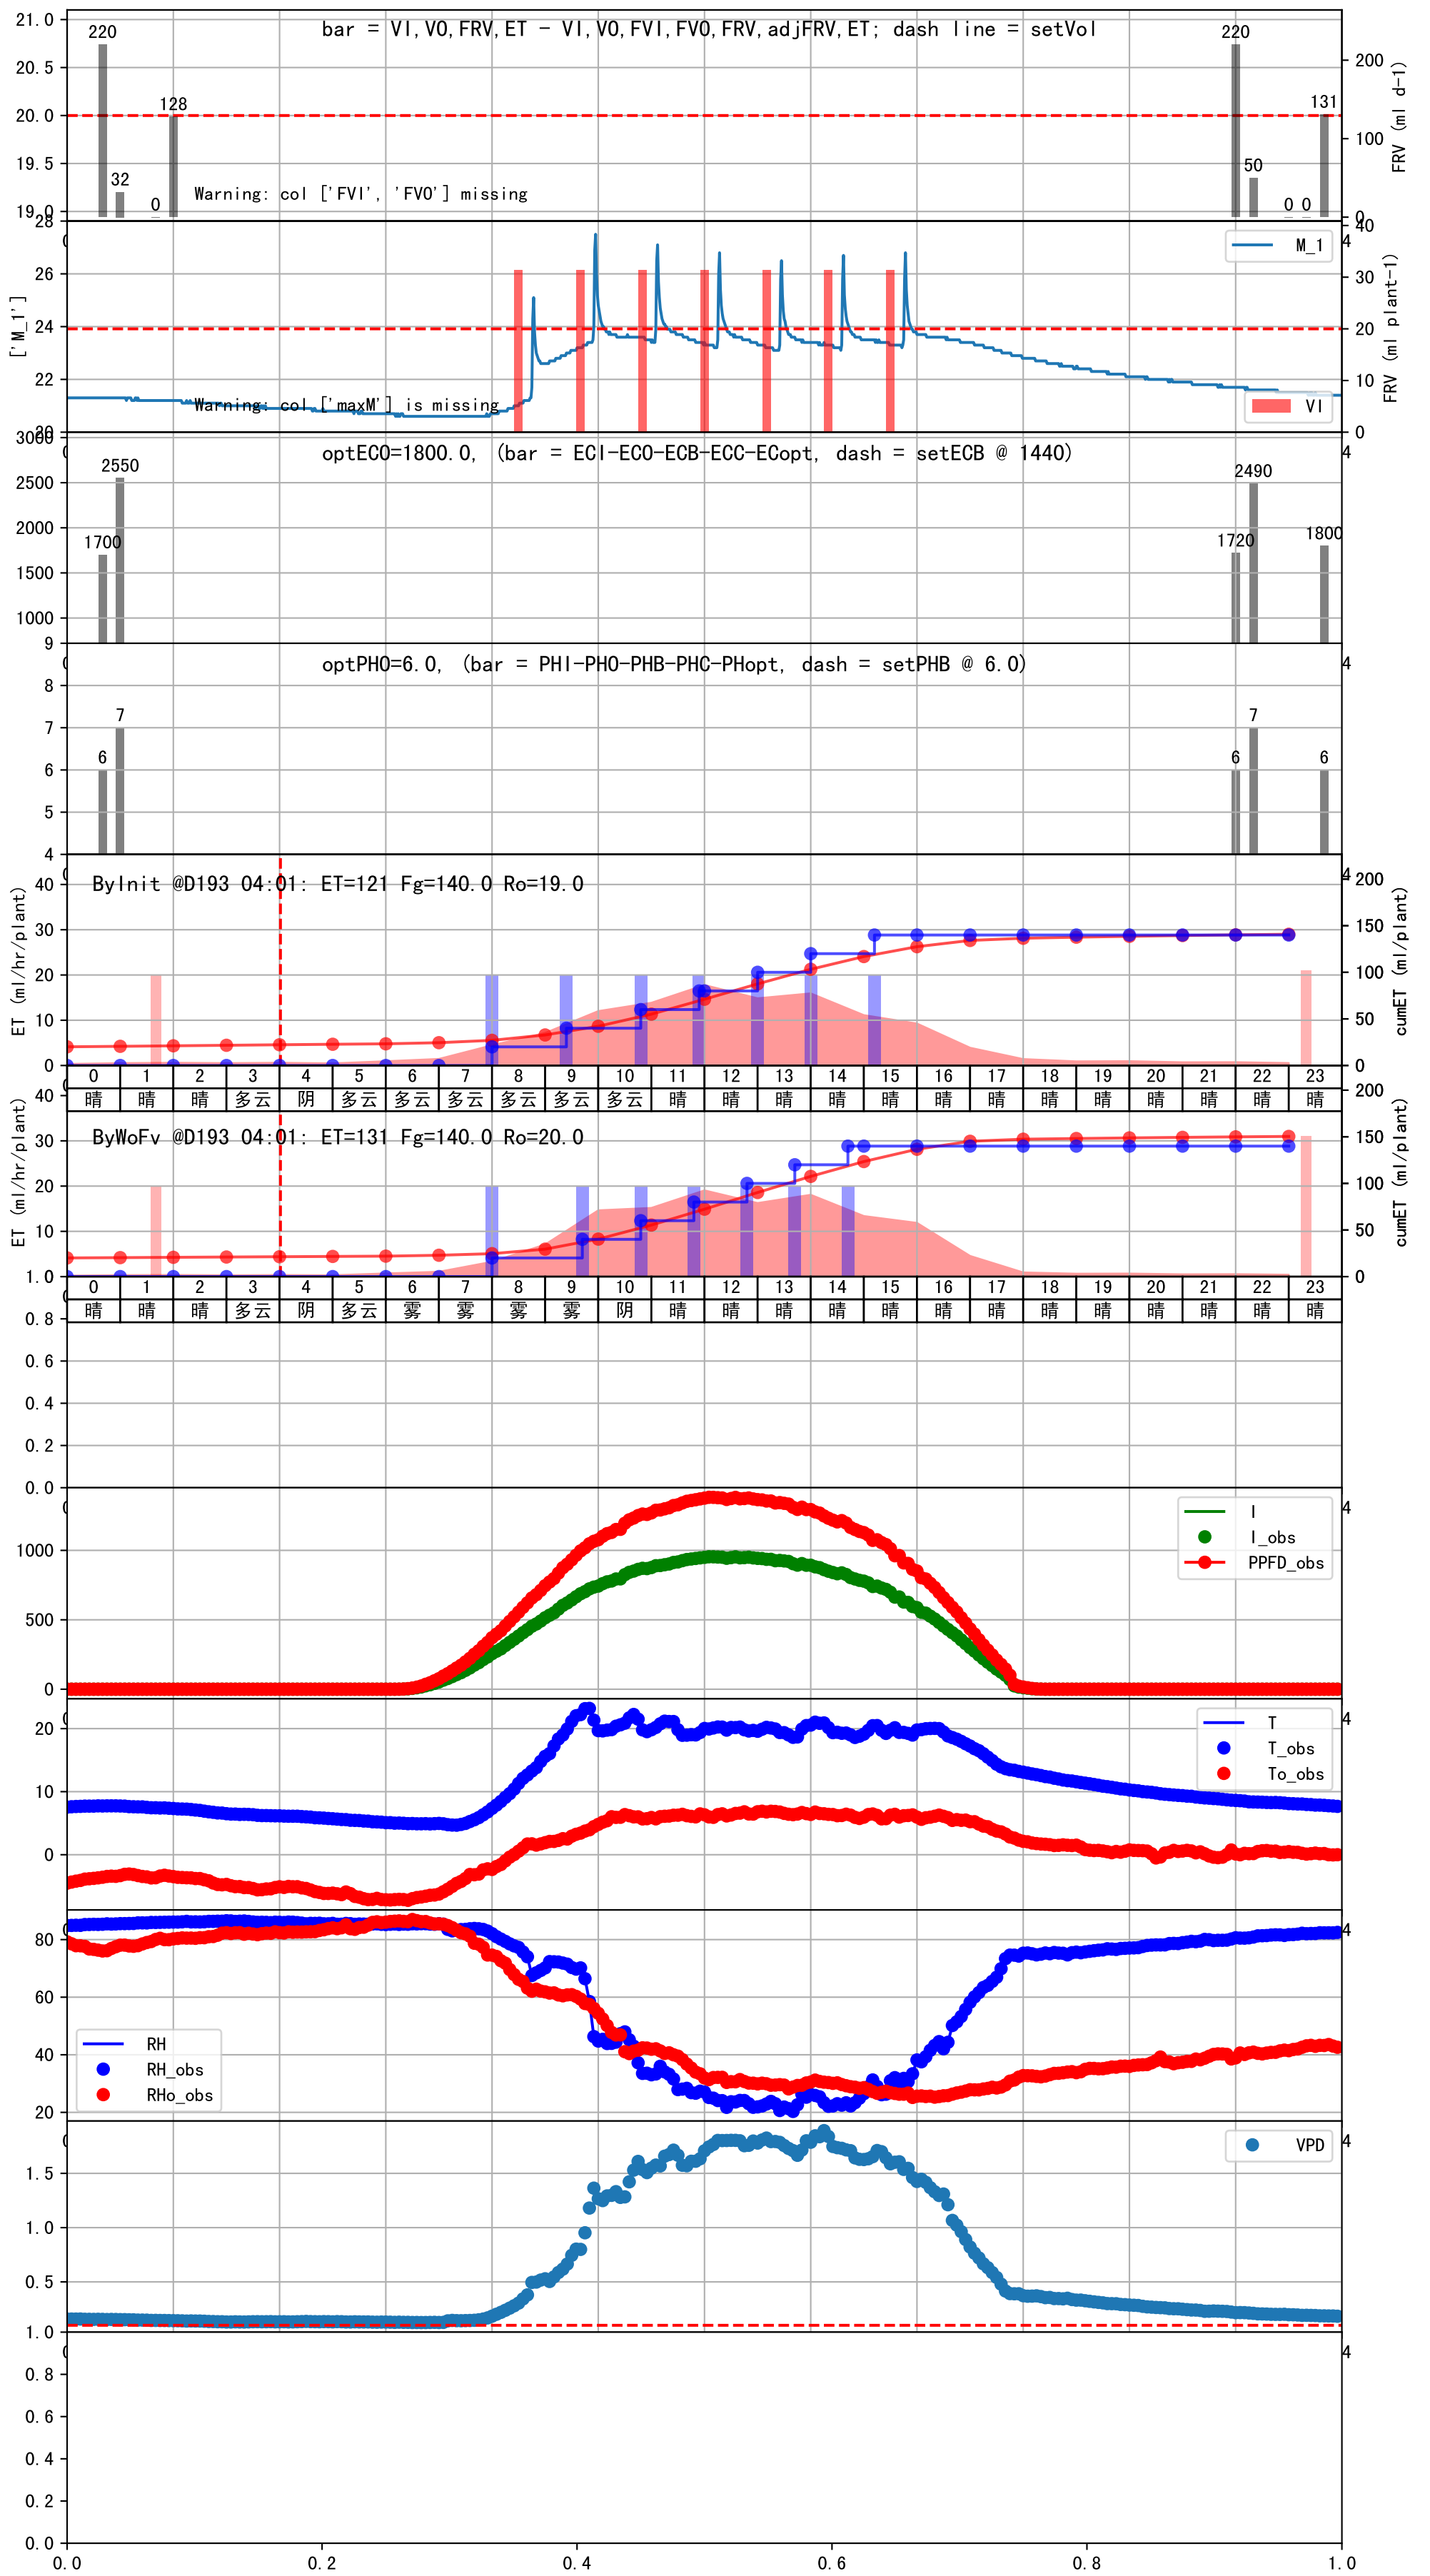 bar = VI,VO,FRV,ET - VI,VO,FVI,FVO,FRV,adjFRV,ET; dash line = setVol
21.0
20.5
20.0
19.5
19.0
220
32
0
128
220
50
0
0
131
200
100
0
FRV (ml d-1)
Warning: col ['FVI', 'FVO'] missing
28
26
24
22
20
['M_1']
M_1
40
30
20
10
0
FRV (ml plant-1)
Warning: col ['maxM'] is missing
VI
optECO=1800.0, (bar = ECI-ECO-ECB-ECC-ECopt, dash = setECB @ 1440)
3000
2500
2000
1500
1000
1700
2550
1720
2490
1800
optPHO=6.0, (bar = PHI-PHO-PHB-PHC-PHopt, dash = setPHB @ 6.0)
9
8
7
6
5
4
6
7
6
7
6
ByInit @D193 04:01: ET=121 Fg=140.0 Ro=19.0
40
30
20
10
0
ET (ml/hr/plant)
200
150
100
50
0
cumET (ml/plant)
0 1 2 3 4 5 6 7 8 9 10 11 12 13 14 15 16 17 18 19 20 21 22 23
晴 晴 晴 多云 阴 多云 多云 多云 多云 多云 多云 晴 晴 晴 晴 晴 晴 晴 晴 晴 晴 晴 晴 晴
ByWoFv @D193 04:01: ET=131 Fg=140.0 Ro=20.0
40
30
20
10
ET (ml/hr/plant)
200
150
100
50
0
cumET (ml/plant)
0 1 2 3 4 5 6 7 8 9 10 11 12 13 14 15 16 17 18 19 20 21 22 23
晴 晴 晴 多云 阴 多云 雾 雾 雾 雾 阴 晴 晴 晴 晴 晴 晴 晴 晴 晴 晴 晴 晴 晴
1.0
0.8
0.6
0.4
0.2
0.0
1000
500
0
I
I_obs
PPFD_obs
20
10
0
T
T_obs
To_obs
80
60
40
20
RH
RH_obs
RHo_obs
1.5
1.0
0.5
VPD
1.0
0.8
0.6
0.4
0.2
0.0
0.0 0.2 0.4 0.6 0.8 1.0